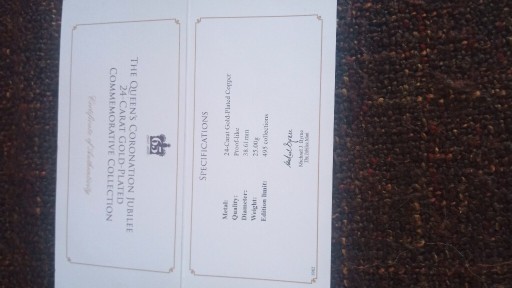 THE QUEEN'S CORONATION JUBILEE
24-CARAT GOLD-PLATED
COMMEMORATIVE COLLECTION
Certificate of Authenticity
65
SPECIFICATIONS
Metal: 24-Carat Gold-Plated Copper
Quality: Proof-like
Diameter: 38.61mm
Weight: 25.00g
Edition limit: 495 collections